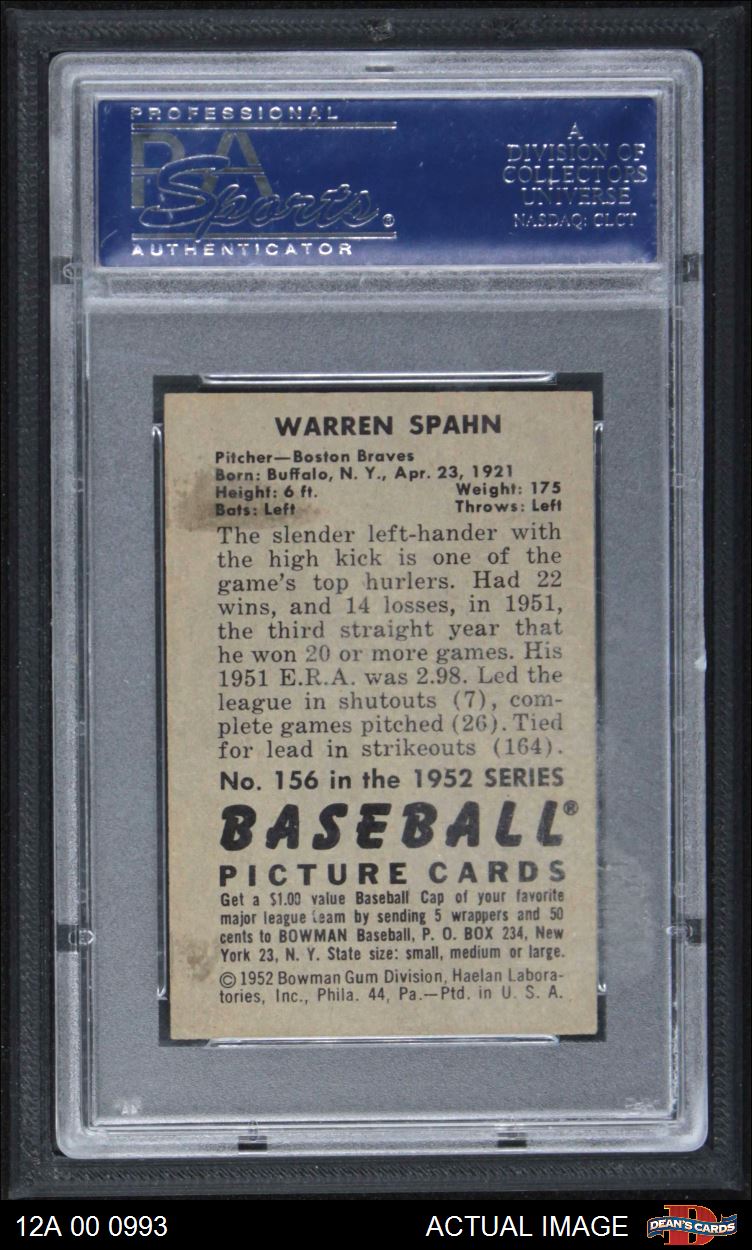 PROFESSIONAL
PSA
Sports®
AUTHENTICATOR
A
DIVISION OF
COLLECTORS
UNIVERSE
NASDAQ: CLCT
WARREN SPAHN
Pitcher—Boston Braves
Born: Buffalo, N. Y., Apr. 23, 1921
Height: 6 ft. Weight: 175
Bats: Left Throws: Left
The slender left-hander with
the high kick is one of the
game's top hurlers. Had 22
wins, and 14 losses, in 1951,
the third straight year that
he won 20 or more games. His
1951 E.R.A. was 2.98. Led the
league in shutouts (7), com-
plete games pitched (26). Tied
for lead in strikeouts (164).
No. 156 in the 1952 SERIES
BASEBALL®
PICTURE CARDS
Get a $1.00 value Baseball Cap of your favorite
major league team by sending 5 wrappers and 50
cents to BOWMAN Baseball, P. O. BOX 234, New
York 23, N. Y. State size: small, medium or large.
© 1952 Bowman Gum Division, Haelan Labora-
tories, Inc., Phila. 44, Pa.—Ptd. in U. S. A.
12A 00 0993 ACTUAL IMAGE DEAN'S CARDS